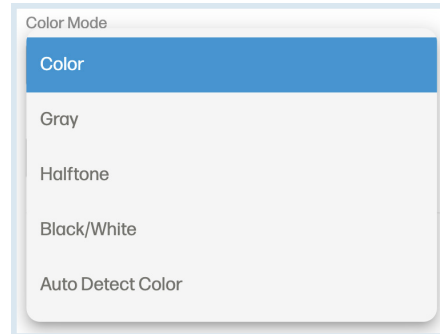 Color Mode
Color
Gray
Halftone
Black/White
Auto Detect Color